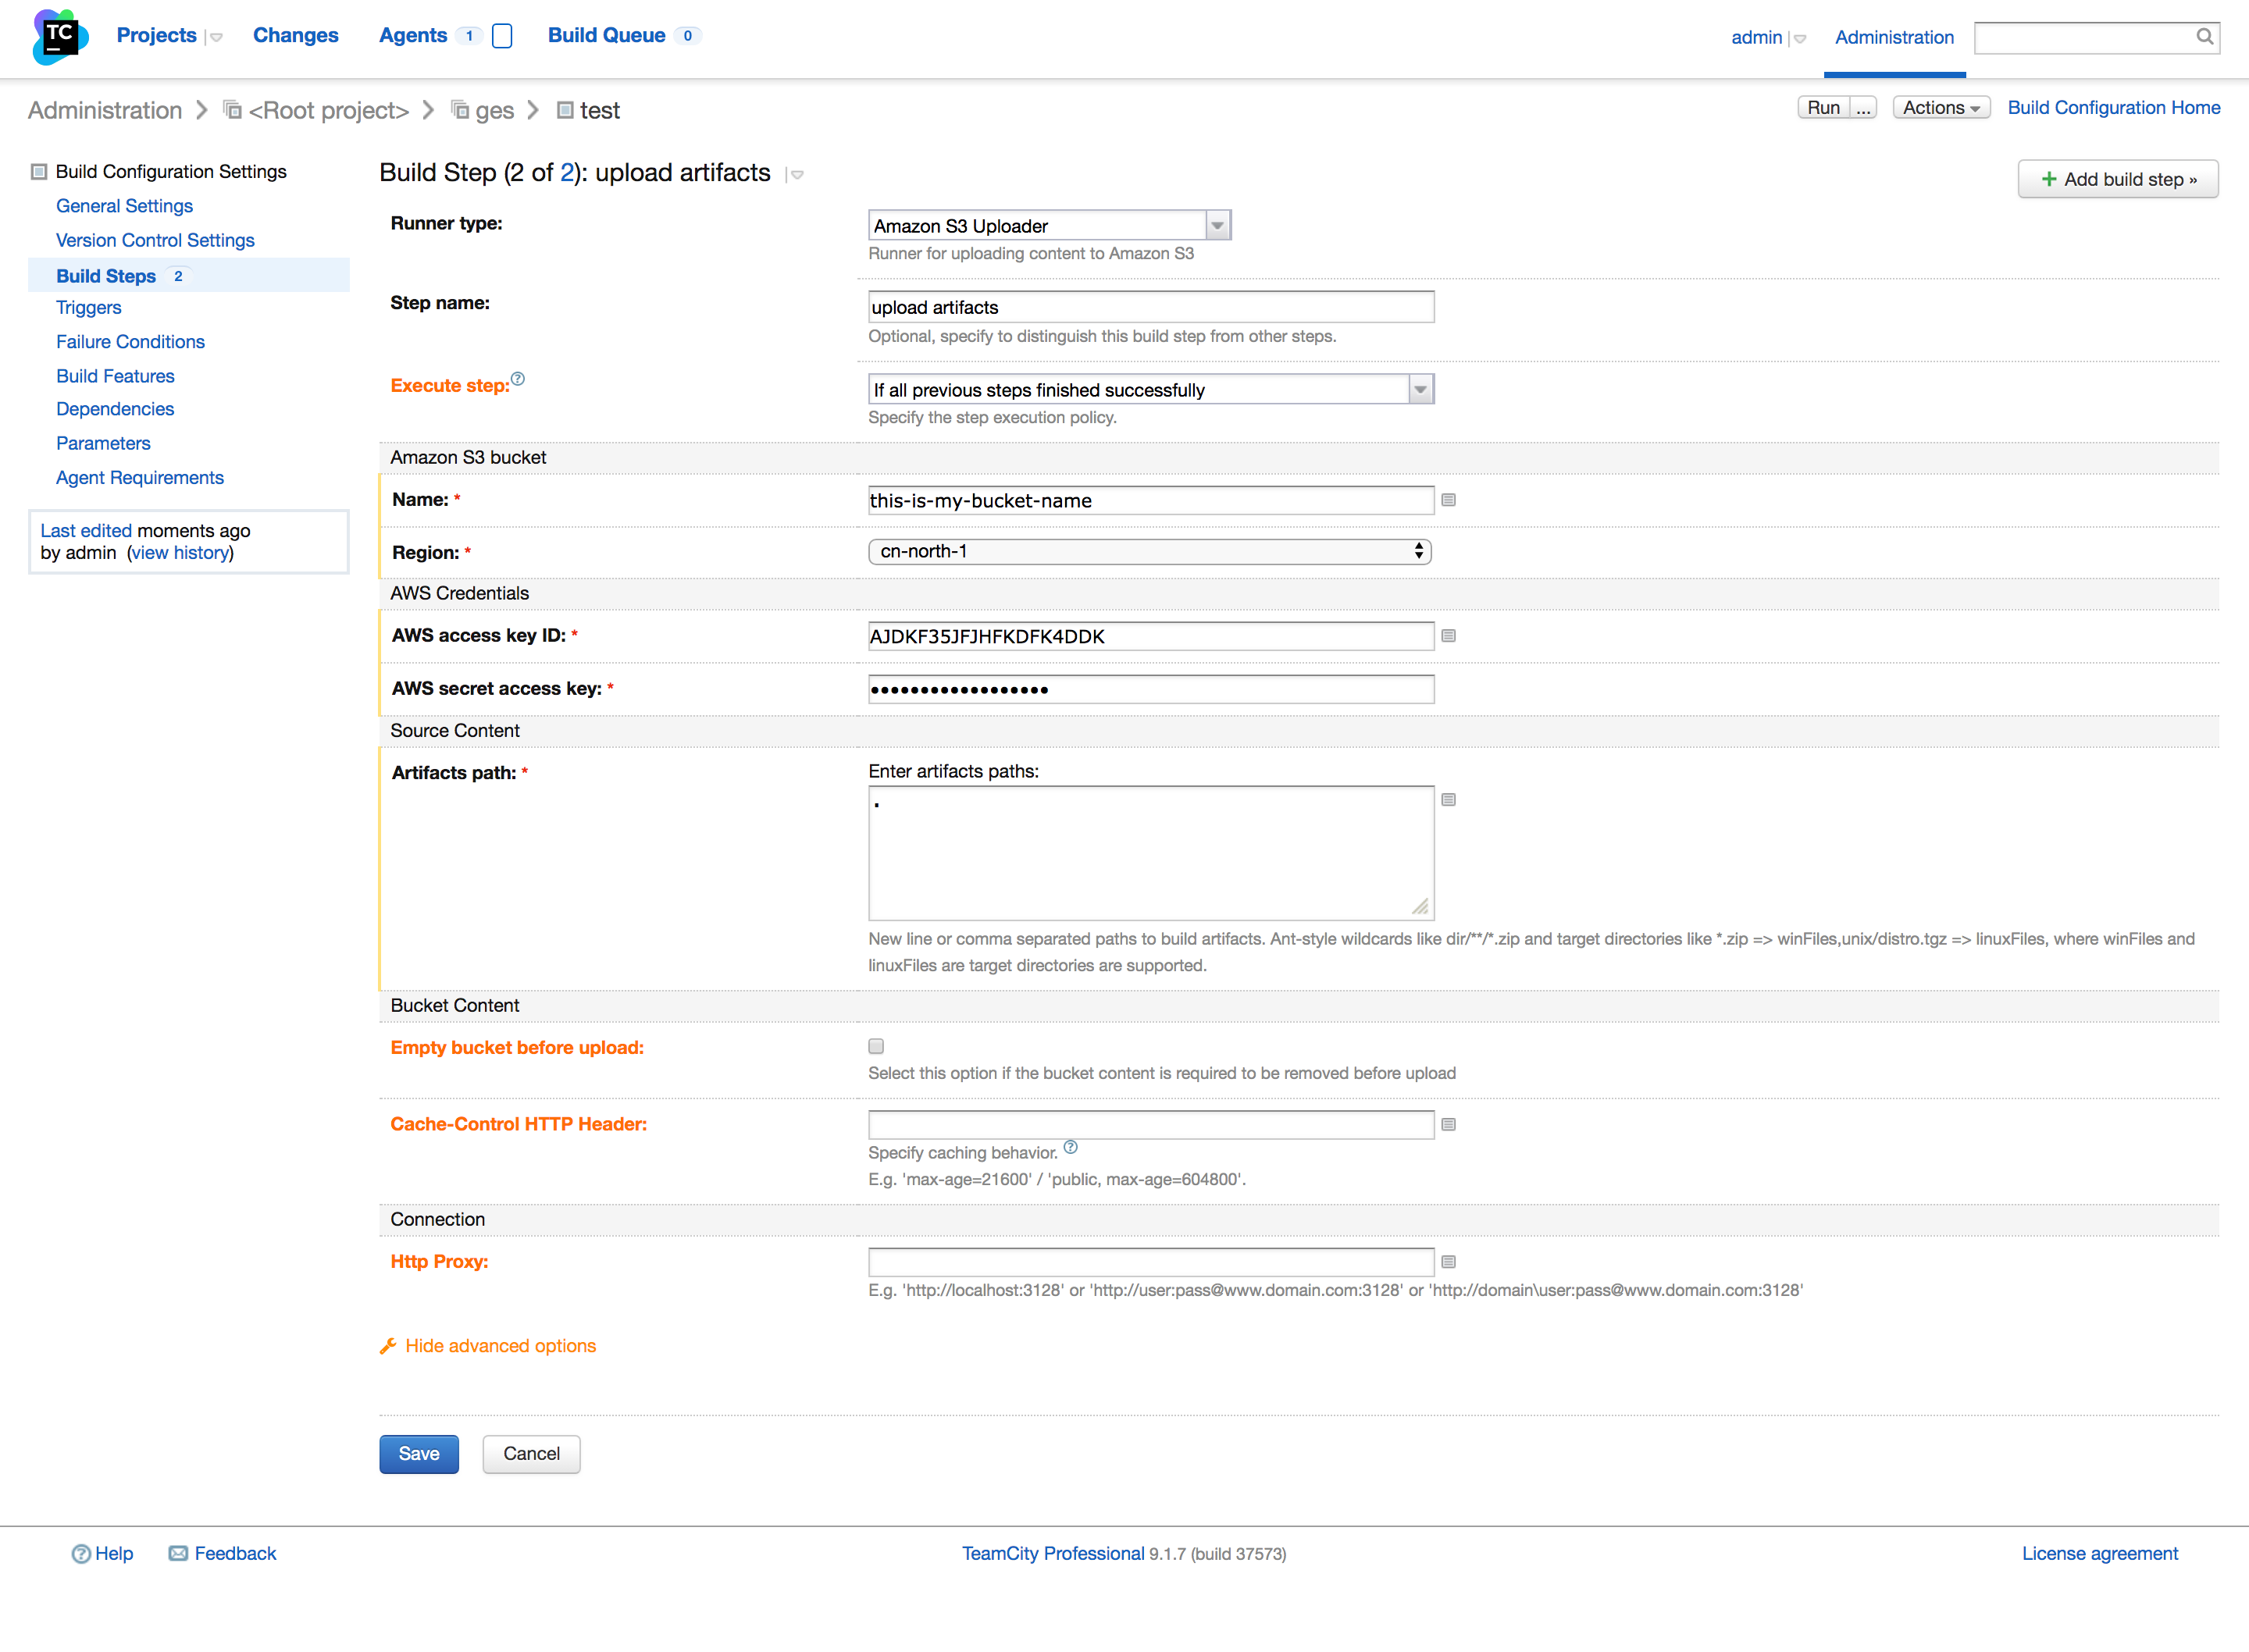 TC
Projects
Changes
Agents 1
Build Queue 0
admin
Administration
Administration
<Root project>
ges
test
Run ...
Actions
Build Configuration Home
Build Configuration Settings
General Settings
Version Control Settings
Build Steps 2
Triggers
Failure Conditions
Build Features
Dependencies
Parameters
Agent Requirements
Last edited moments ago
by admin (view history)
Build Step (2 of 2): upload artifacts
+ Add build step »
Runner type:
Amazon S3 Uploader
Runner for uploading content to Amazon S3
Step name:
upload artifacts
Optional, specify to distinguish this build step from other steps.
Execute step: ?
If all previous steps finished successfully
Specify the step execution policy.
Amazon S3 bucket
Name: *
this-is-my-bucket-name
Region: *
cn-north-1
AWS Credentials
AWS access key ID: *
AJDKF35JFJHFKDFK4DDK
AWS secret access key: *
••••••••••••••••••
Source Content
Artifacts path: *
Enter artifacts paths:
.
New line or comma separated paths to build artifacts. Ant-style wildcards like dir/**/*.zip and target directories like *.zip => winFiles,unix/distro.tgz => linuxFiles, where winFiles and
linuxFiles are target directories are supported.
Bucket Content
Empty bucket before upload:
Select this option if the bucket content is required to be removed before upload
Cache-Control HTTP Header:
Specify caching behavior. ?
E.g. 'max-age=21600' / 'public, max-age=604800'.
Connection
Http Proxy:
E.g. 'http://localhost:3128' or 'http://user:pass@www.domain.com:3128' or 'http://domain\user:pass@www.domain.com:3128'
Hide advanced options
Save
Cancel
? Help
Feedback
TeamCity Professional 9.1.7 (build 37573)
License agreement